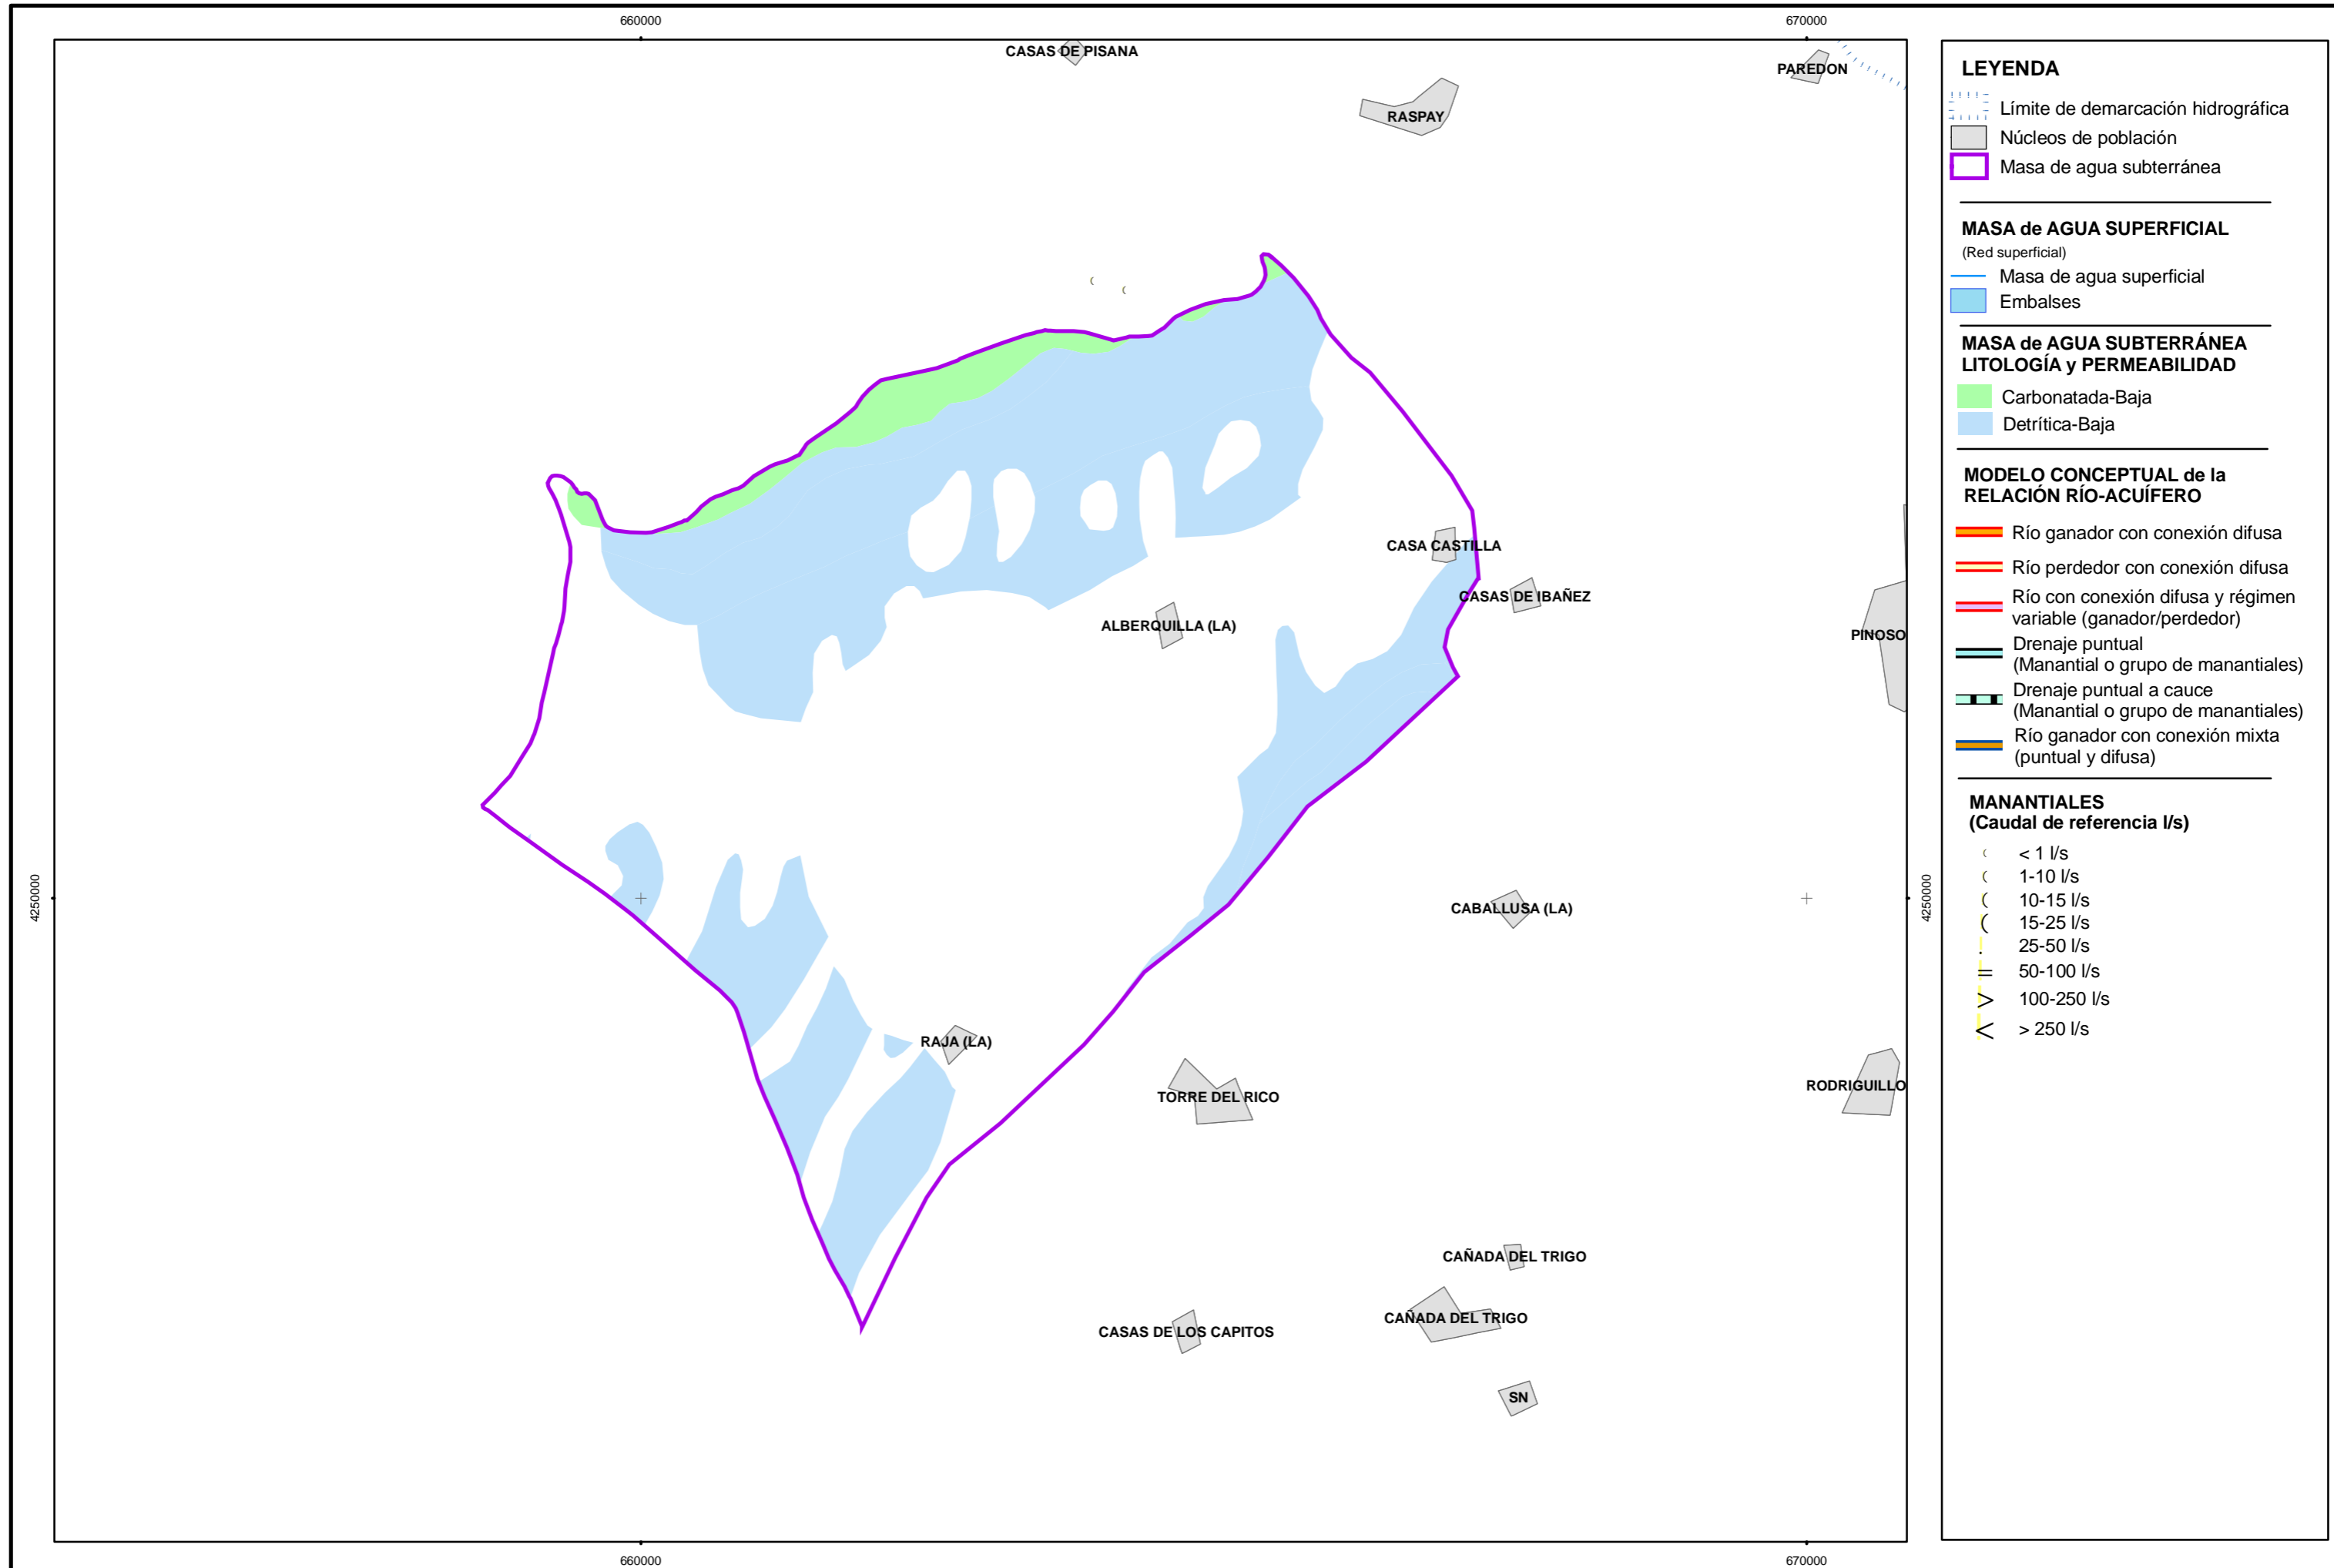 660000
670000
CASAS DE PISANA
PAREDON
RASPAY
CASA CASTILLA
CASAS DE IBAÑEZ
ALBERQUILLA (LA)
PINOSO
4250000
4250000
CABALLUSA (LA)
RAJA (LA)
TORRE DEL RICO
RODRIGUILLO
CAÑADA DEL TRIGO
CAÑADA DEL TRIGO
CASAS DE LOS CAPITOS
SN
660000
670000
LEYENDA
Límite de demarcación hidrográfica
Núcleos de población
Masa de agua subterránea
MASA de AGUA SUPERFICIAL
(Red superficial)
Masa de agua superficial
Embalses
MASA de AGUA SUBTERRÁNEA
LITOLOGÍA y PERMEABILIDAD
Carbonatada-Baja
Detrítica-Baja
MODELO CONCEPTUAL de la
RELACIÓN RÍO-ACUÍFERO
Río ganador con conexión difusa
Río perdedor con conexión difusa
Río con conexión difusa y régimen
variable (ganador/perdedor)
Drenaje puntual
(Manantial o grupo de manantiales)
Drenaje puntual a cauce
(Manantial o grupo de manantiales)
Río ganador con conexión mixta
(puntual y difusa)
MANANTIALES
(Caudal de referencia l/s)
< 1 l/s
1-10 l/s
10-15 l/s
15-25 l/s
25-50 l/s
50-100 l/s
100-250 l/s
> 250 l/s